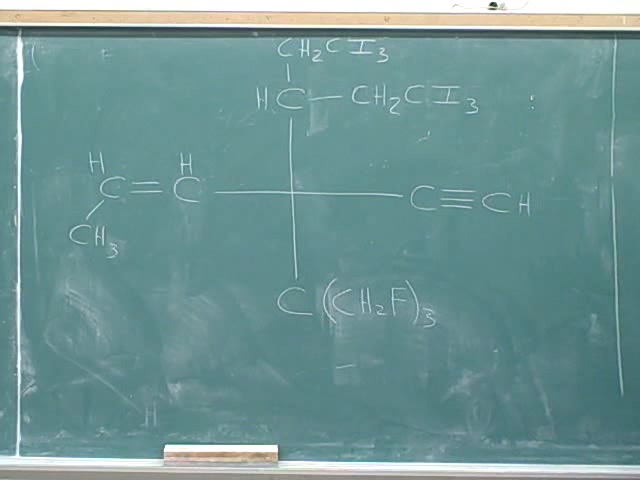 CH₂CI₃
HC—CH₂CI₃
H H
C=C C≡CH
CH₃
C(CH₂F)₃
H